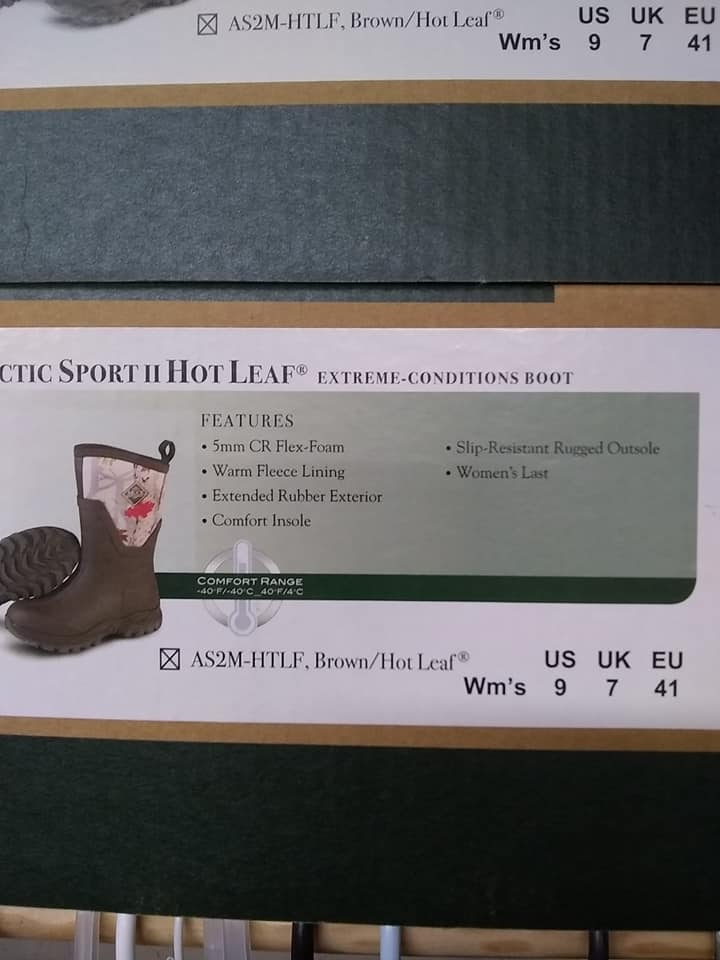 AS2M-HTLF, Brown/Hot Leaf®
US UK EU
Wm's 9 7 41
CTIC SPORT II HOT LEAF® EXTREME-CONDITIONS BOOT
FEATURES
• 5mm CR Flex-Foam
• Warm Fleece Lining
• Extended Rubber Exterior
• Comfort Insole
• Slip-Resistant Rugged Outsole
• Women's Last
COMFORT RANGE
-40°F/-40°C_40°F/4°C
AS2M-HTLF, Brown/Hot Leaf®
US UK EU
Wm's 9 7 41